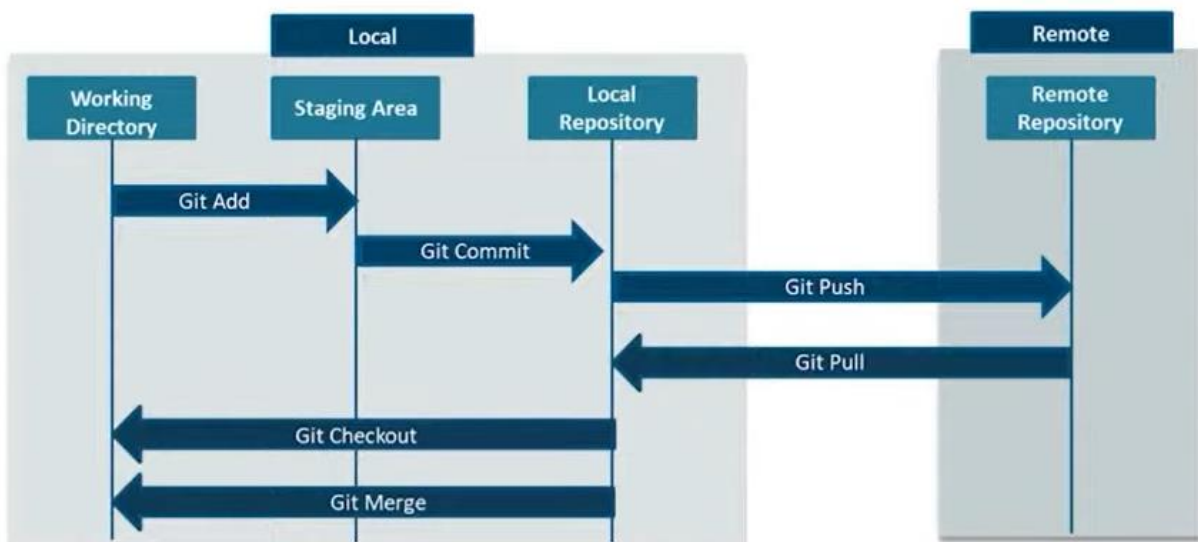 Local
Remote
Working
Directory
Staging Area
Local
Repository
Remote
Repository
Git Add
Git Commit
Git Push
Git Pull
Git Checkout
Git Merge